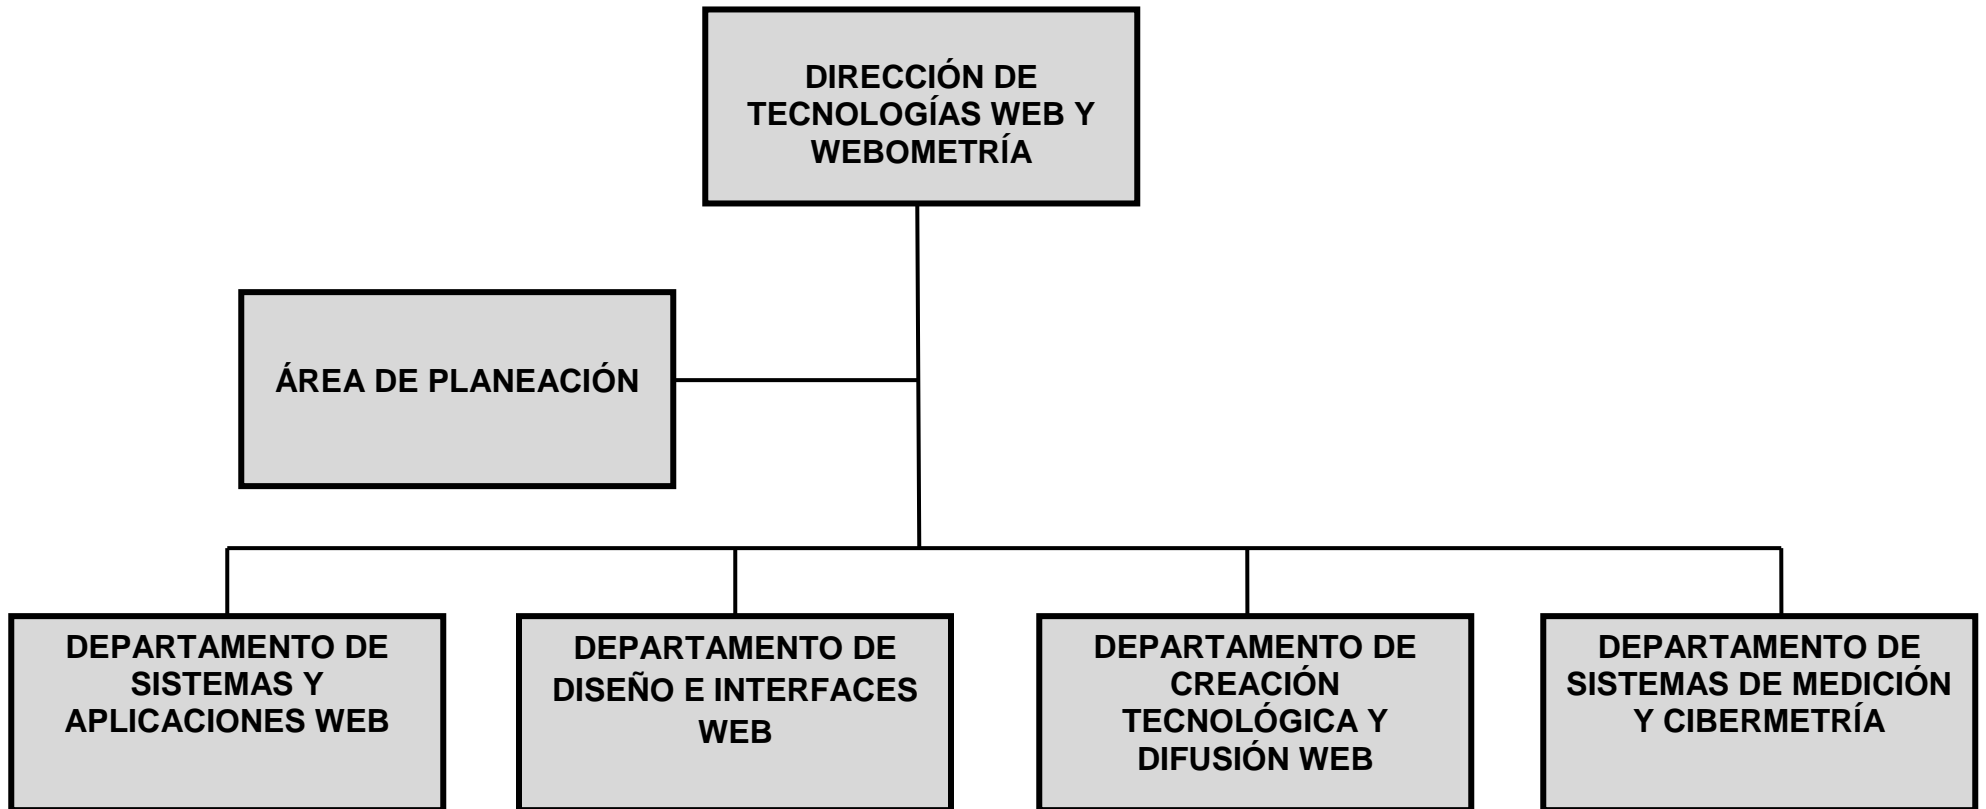 DIRECCIÓN DE
TECNOLOGÍAS WEB Y
WEBOMETRÍA
ÁREA DE PLANEACIÓN
DEPARTAMENTO DE
SISTEMAS Y
APLICACIONES WEB
DEPARTAMENTO DE
DISEÑO E INTERFACES
WEB
DEPARTAMENTO DE
CREACIÓN
TECNOLÓGICA Y
DIFUSIÓN WEB
DEPARTAMENTO DE
SISTEMAS DE MEDICIÓN
Y CIBERMETRÍA